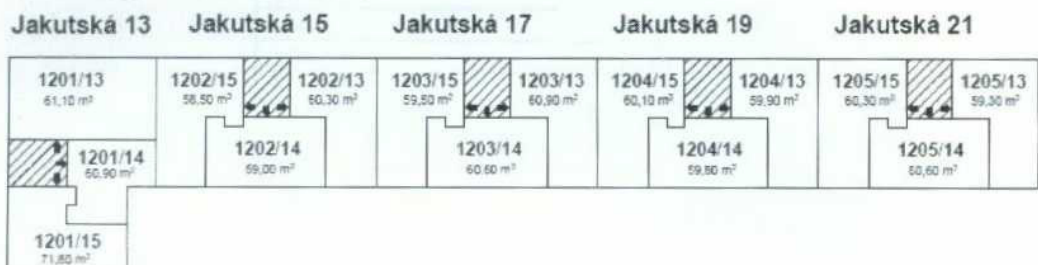 Jakutská 13 Jakutská 15 Jakutská 17 Jakutská 19 Jakutská 21
1201/13 1202/15 1202/13 1203/15 1203/13 1204/15 1204/13 1205/15 1205/13
61,10 m² 58,50 m² 60,30 m² 59,50 m² 60,90 m² 60,10 m² 59,90 m² 60,30 m² 59,30 m²
1201/14 1202/14 1203/14 1204/14 1205/14
60,90 m² 59,00 m² 60,60 m² 59,80 m² 60,60 m²
1201/15
71,80 m²